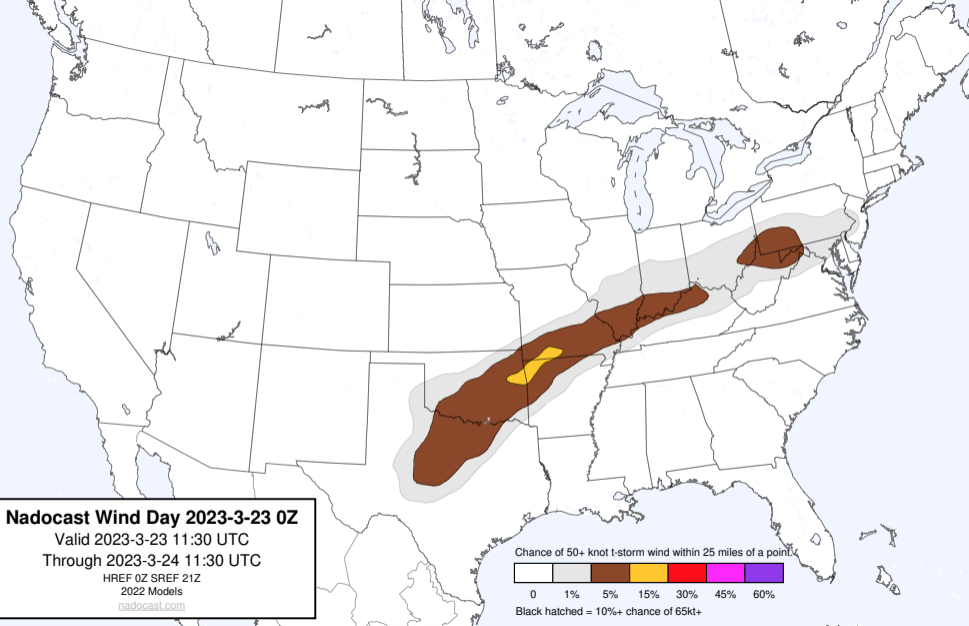 Nadocast Wind Day 2023-3-23 0Z
Valid 2023-3-23 11:30 UTC
Through 2023-3-24 11:30 UTC
HREF 0Z SREF 21Z
2022 Models
nadocast.com
Chance of 50+ knot t-storm wind within 25 miles of a point.
0 1% 5% 15% 30% 45% 60%
Black hatched = 10%+ chance of 65kt+